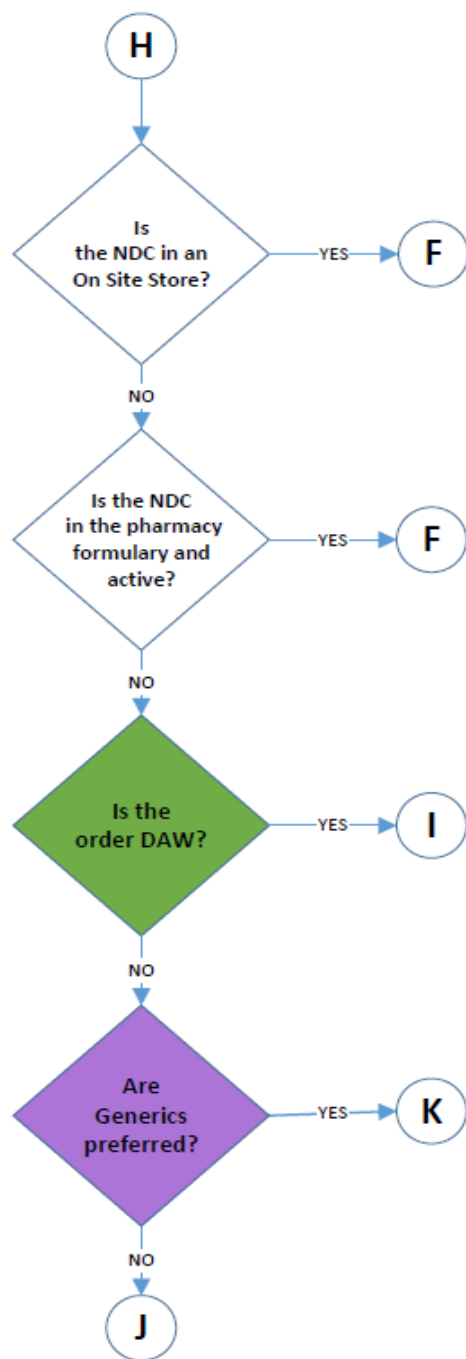 H
Is
the NDC in an
On Site Store?
YES
F
NO
Is the NDC
in the pharmacy
formulary and
active?
YES
F
NO
Is the
order DAW?
YES
I
NO
Are
Generics
preferred?
YES
K
NO
J